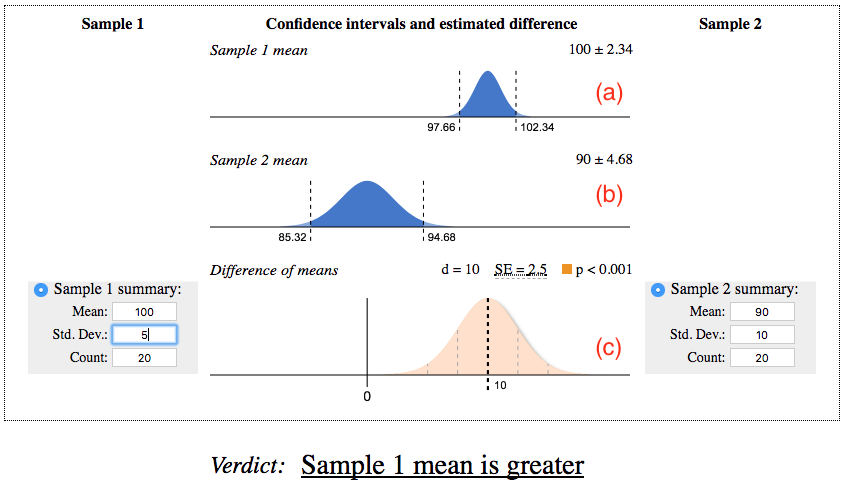 Sample 1
Confidence intervals and estimated difference
Sample 2
Sample 1 mean 100 ± 2.34
(a)
97.66 102.34
Sample 2 mean 90 ± 4.68
(b)
85.32 94.68
Difference of means d = 10 SE = 2.5 p < 0.001
(c)
0 10
Sample 1 summary:
Mean: 100
Std. Dev.: 5
Count: 20
Sample 2 summary:
Mean: 90
Std. Dev.: 10
Count: 20
Verdict: Sample 1 mean is greater